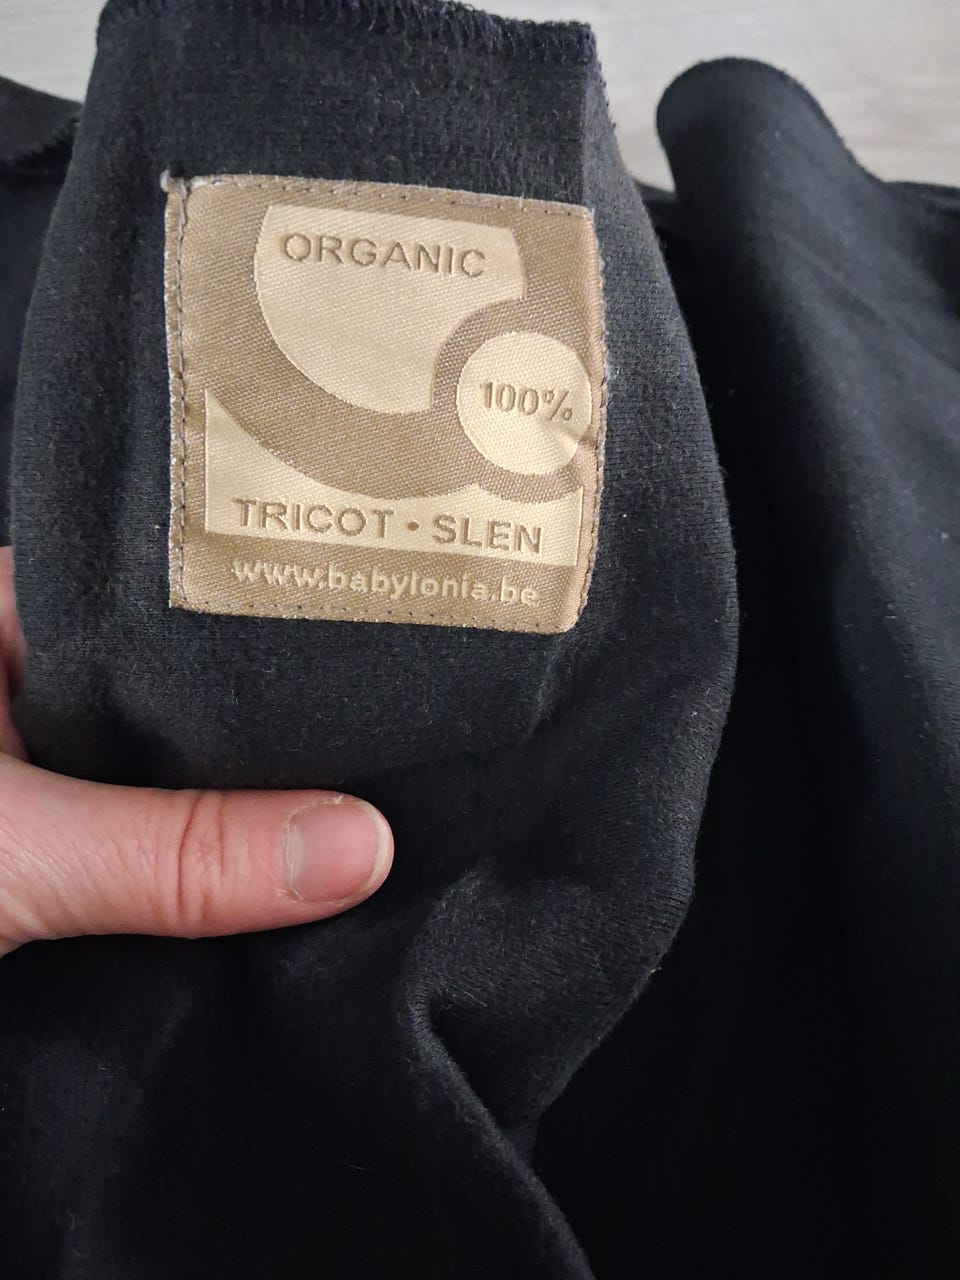 ORGANIC
100%
TRICOT • SLEN
www.babylonia.be